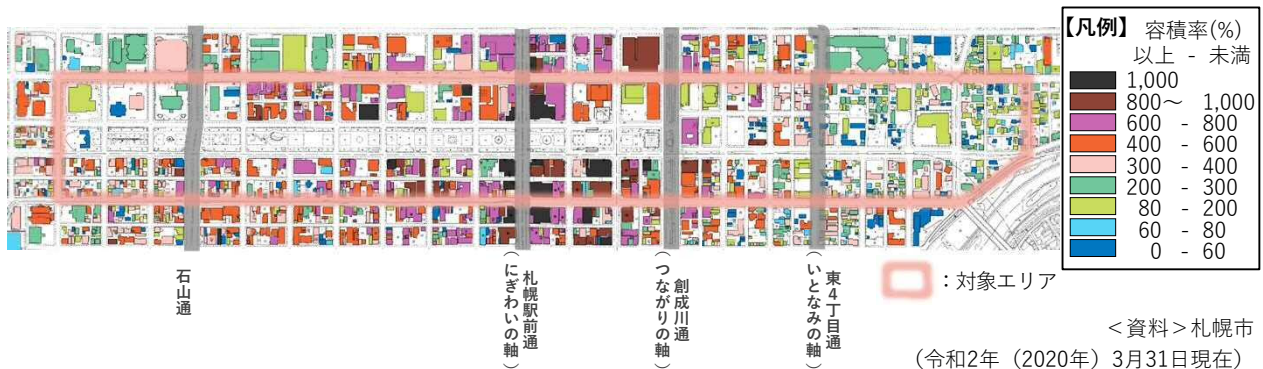 【凡例】 容積率(%)
以上 - 未満
1,000
800～ 1,000
600 - 800
400 - 600
300 - 400
200 - 300
80 - 200
60 - 80
0 - 60
石山通
札幌駅前通
（にぎわいの軸）
創成川通
（つながりの軸）
東４丁目通
（いとなみの軸）
：対象エリア
＜資料＞札幌市
（令和2年（2020年）3月31日現在）